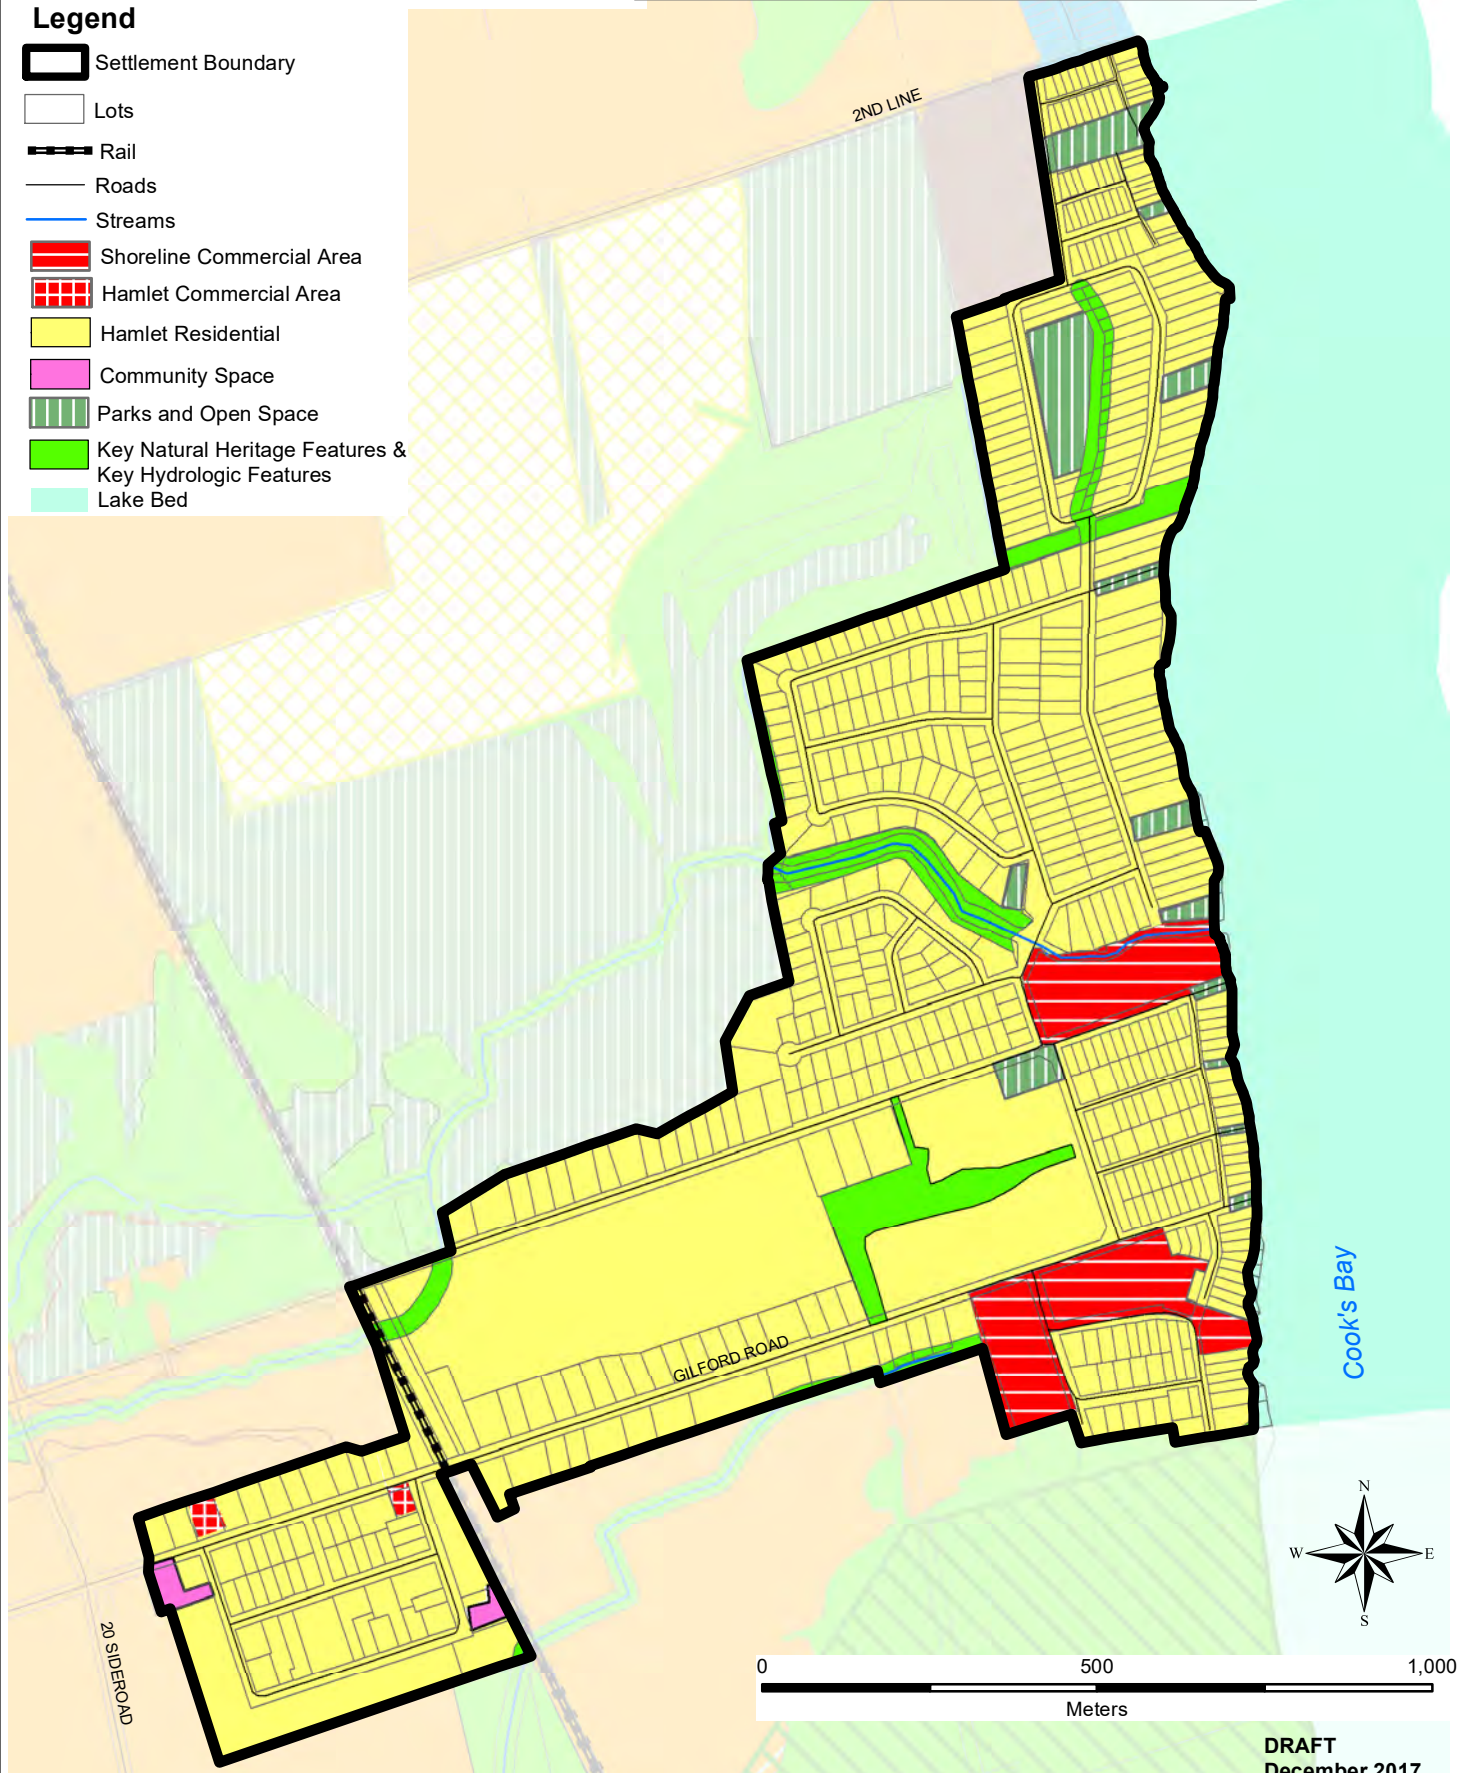 Legend
Settlement Boundary
Lots
Rail
Roads
Streams
Shoreline Commercial Area
Hamlet Commercial Area
Hamlet Residential
Community Space
Parks and Open Space
Key Natural Heritage Features &
Key Hydrologic Features
Lake Bed
2ND LINE
GILFORD ROAD
Cook's Bay
20 SIDEROAD
N
W
E
S
0 500 1,000
Meters
DRAFT
December 2017